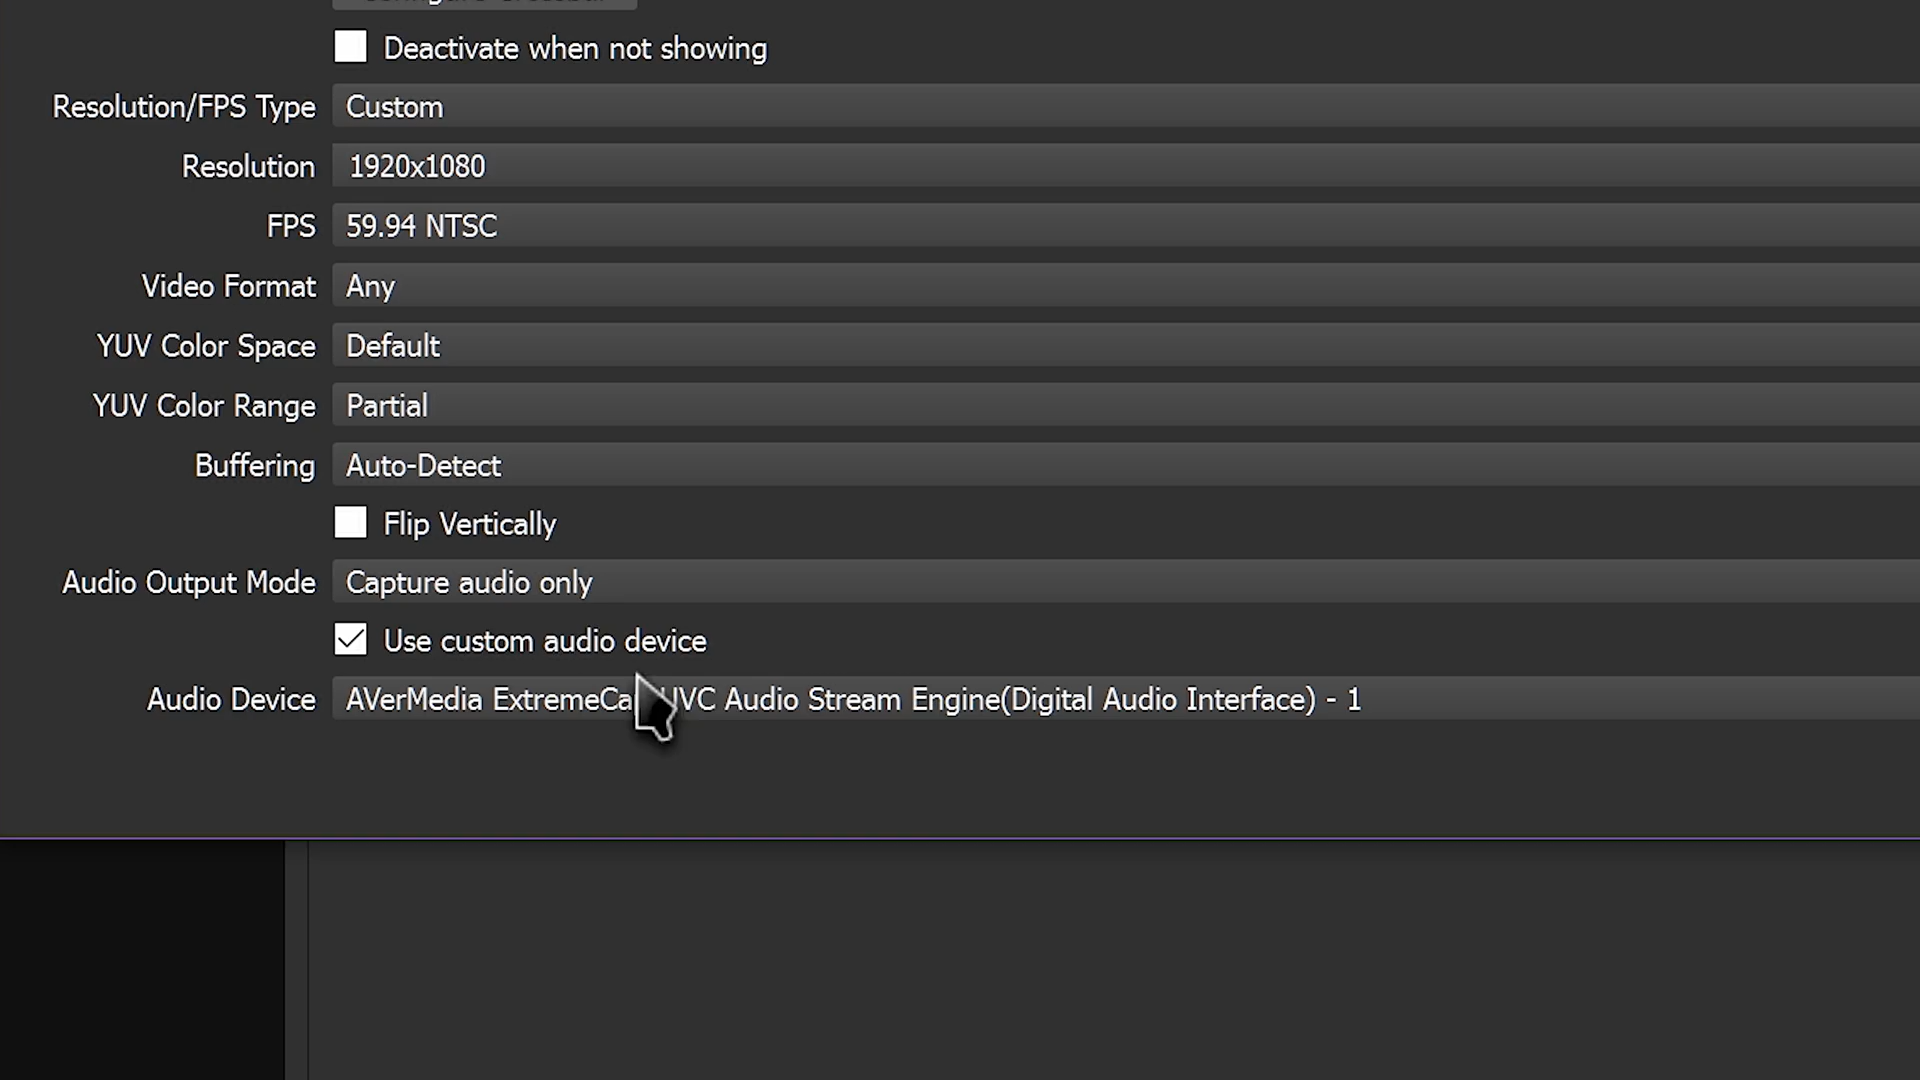 Deactivate when not showing
Resolution/FPS Type Custom
Resolution 1920x1080
FPS 59.94 NTSC
Video Format Any
YUV Color Space Default
YUV Color Range Partial
Buffering Auto-Detect
Flip Vertically
Audio Output Mode Capture audio only
Use custom audio device
Audio Device AVerMedia UVC Audio Stream Engine(Digital Audio Interface) - 1